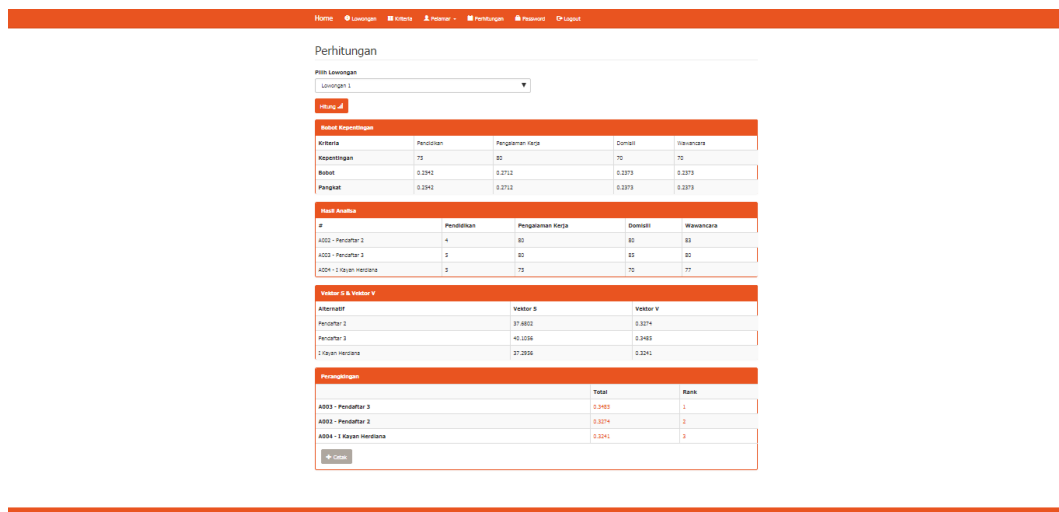 Home Lowongan Kriteria Pelamar Perhitungan Password Logout
Perhitungan
Pilih Lowongan
Lowongan 1
Hitung
Bobot Kepentingan
Kriteria Pendidikan Pengalaman Kerja Domisili Wawancara
Kepentingan 75 80 70 70
Bobot 0.2542 0.2712 0.2373 0.2373
Pangkat 0.2542 0.2712 0.2373 0.2373
Hasil Analisa
# Pendidikan Pengalaman Kerja Domisili Wawancara
A002 - Pendaftar 2 4 80 80 83
A003 - Pendaftar 3 5 80 85 80
A004 - I Kayan Herdiana 5 75 70 77
Vektor S & Vektor V
Alternatif Vektor S Vektor V
Pendaftar 2 37.6802 0.3274
Pendaftar 3 40.1036 0.3485
I Kayan Herdiana 37.2936 0.3241
Perangkingan
Total Rank
A003 - Pendaftar 3 0.3485 1
A002 - Pendaftar 2 0.3274 2
A004 - I Kayan Herdiana 0.3241 3
Cetak